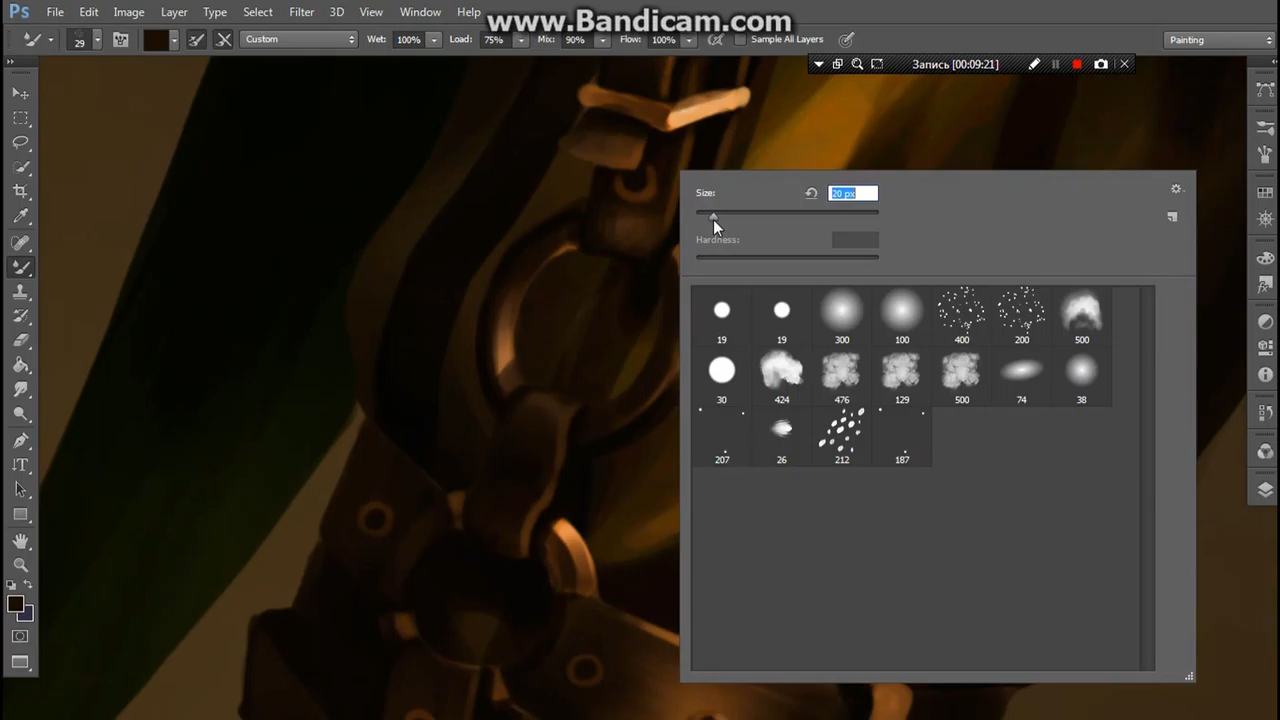 www.Bandicam.com
Ps File Edit Image Layer Type Select Filter 3D View Window Help
29 Custom Wet: 100% Load: 75% Mix: 90% Flow: 100% Sample All Layers Painting
Запись [00:09:21]
Size: 20 px
Hardness:
19 19 300 100 400 200 500
30 424 476 129 500 74 38
207 26 212 187